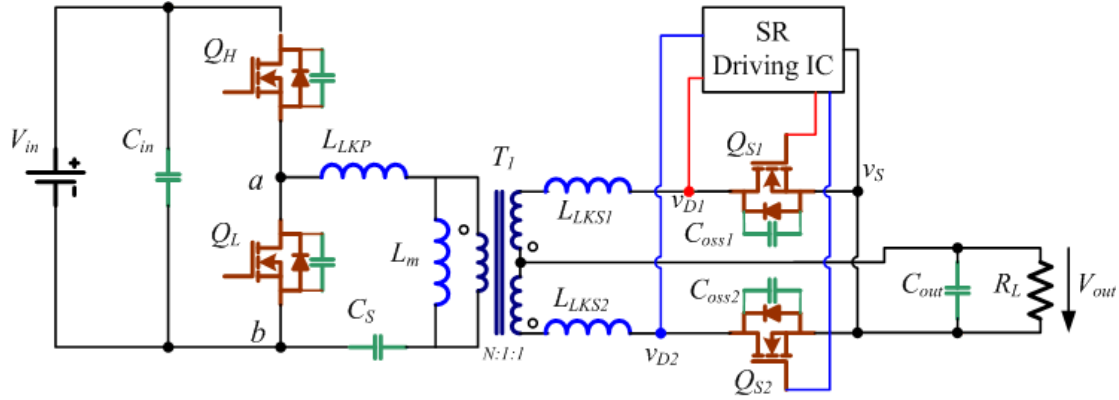 SR
Driving IC
Q_H
V_in
+
-
C_in
L_LKP
T_1
Q_S1
v_S
a
v_D1
L_LKS1
C_oss1
Q_L
L_m
C_oss2
C_out
R_L
V_out
L_LKS2
C_S
b
N:1:1
v_D2
Q_S2